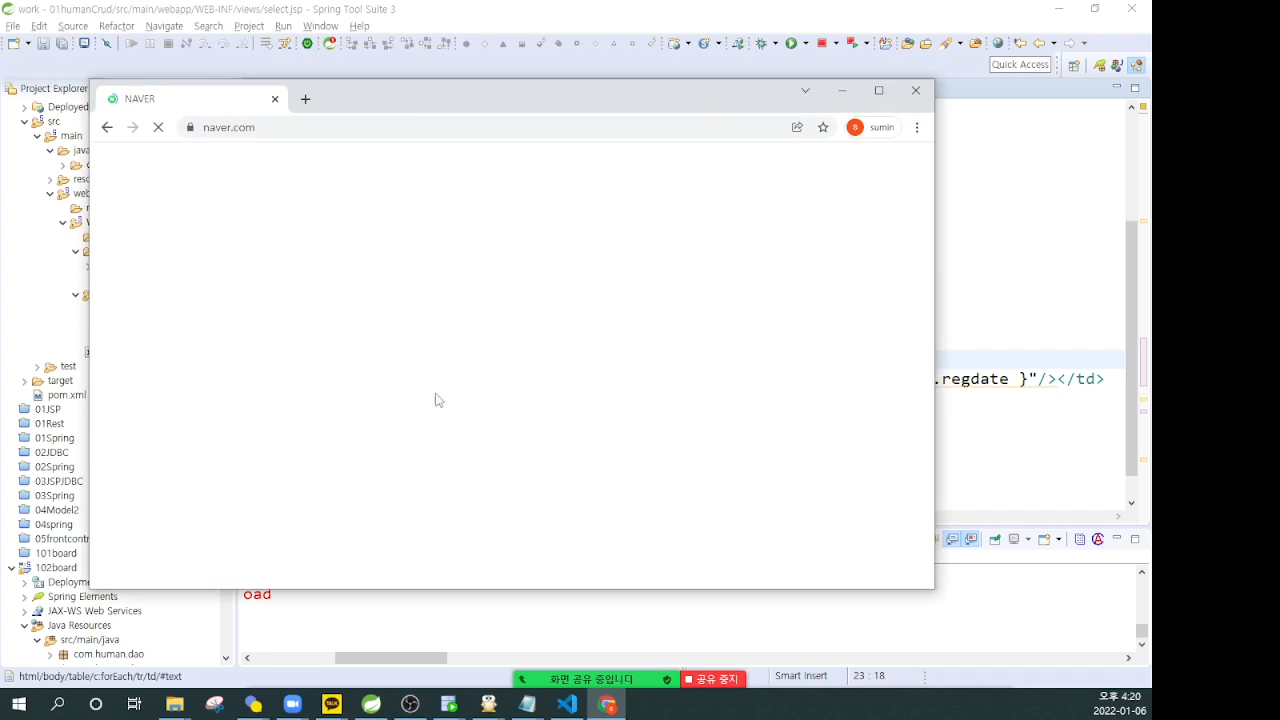 work - 01humanCrud/src/main/webapp/WEB-INF/views/select.jsp - Spring Tool Suite 3
File Edit Source Refactor Navigate Search Project Run Window Help
Quick Access
Project Explorer
NAVER
naver.com
S sumin
Deployed
src
main
java
web
test
target
pom.xml
01JSP
01Rest
01Spring
02JDBC
02Spring
03JSPJDBC
03Spring
04Model2
04spring
05frontcontr
101board
102board
Deployme
Spring Elements
JAX-WS Web Services
Java Resources
src/main/java
com.human.dao
.regdate }"/></td>
oad
html/body/table/c:forEach/tr/td/#text
화면 공유 중입니다
공유 중지
Smart Insert
23 : 18
TALK
오후 4:20
2022-01-06